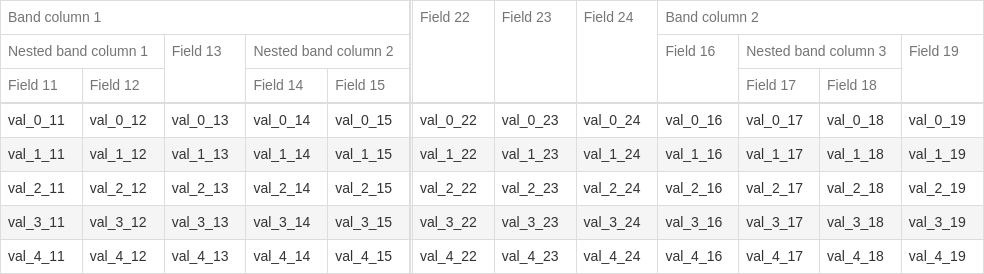 Band column 1 Field 22 Field 23 Field 24 Band column 2
Nested band column 1 Field 13 Nested band column 2 Field 16 Nested band column 3 Field 19
Field 11 Field 12 Field 14 Field 15 Field 17 Field 18
val_0_11 val_0_12 val_0_13 val_0_14 val_0_15 val_0_22 val_0_23 val_0_24 val_0_16 val_0_17 val_0_18 val_0_19
val_1_11 val_1_12 val_1_13 val_1_14 val_1_15 val_1_22 val_1_23 val_1_24 val_1_16 val_1_17 val_1_18 val_1_19
val_2_11 val_2_12 val_2_13 val_2_14 val_2_15 val_2_22 val_2_23 val_2_24 val_2_16 val_2_17 val_2_18 val_2_19
val_3_11 val_3_12 val_3_13 val_3_14 val_3_15 val_3_22 val_3_23 val_3_24 val_3_16 val_3_17 val_3_18 val_3_19
val_4_11 val_4_12 val_4_13 val_4_14 val_4_15 val_4_22 val_4_23 val_4_24 val_4_16 val_4_17 val_4_18 val_4_19